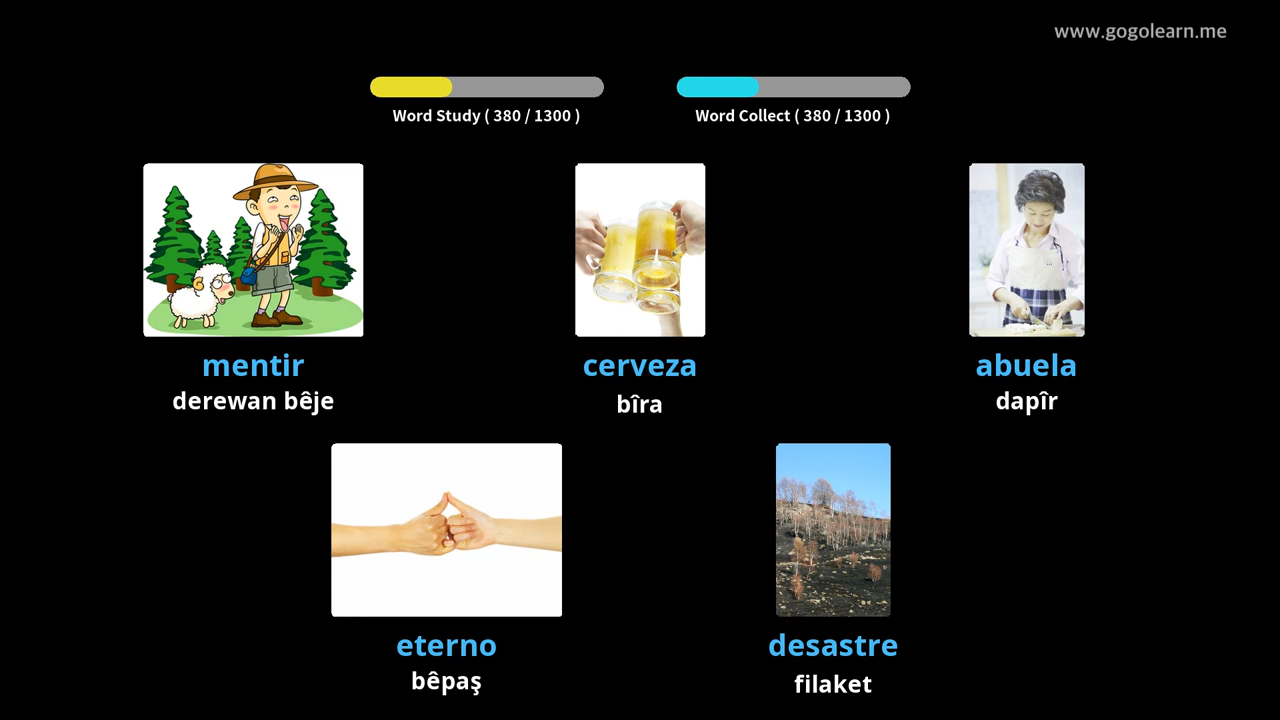 www.gogolearn.me
Word Study ( 380 / 1300 )
Word Collect ( 380 / 1300 )
mentir
derewan bêje
cerveza
bîra
abuela
dapîr
eterno
bêpaş
desastre
filaket